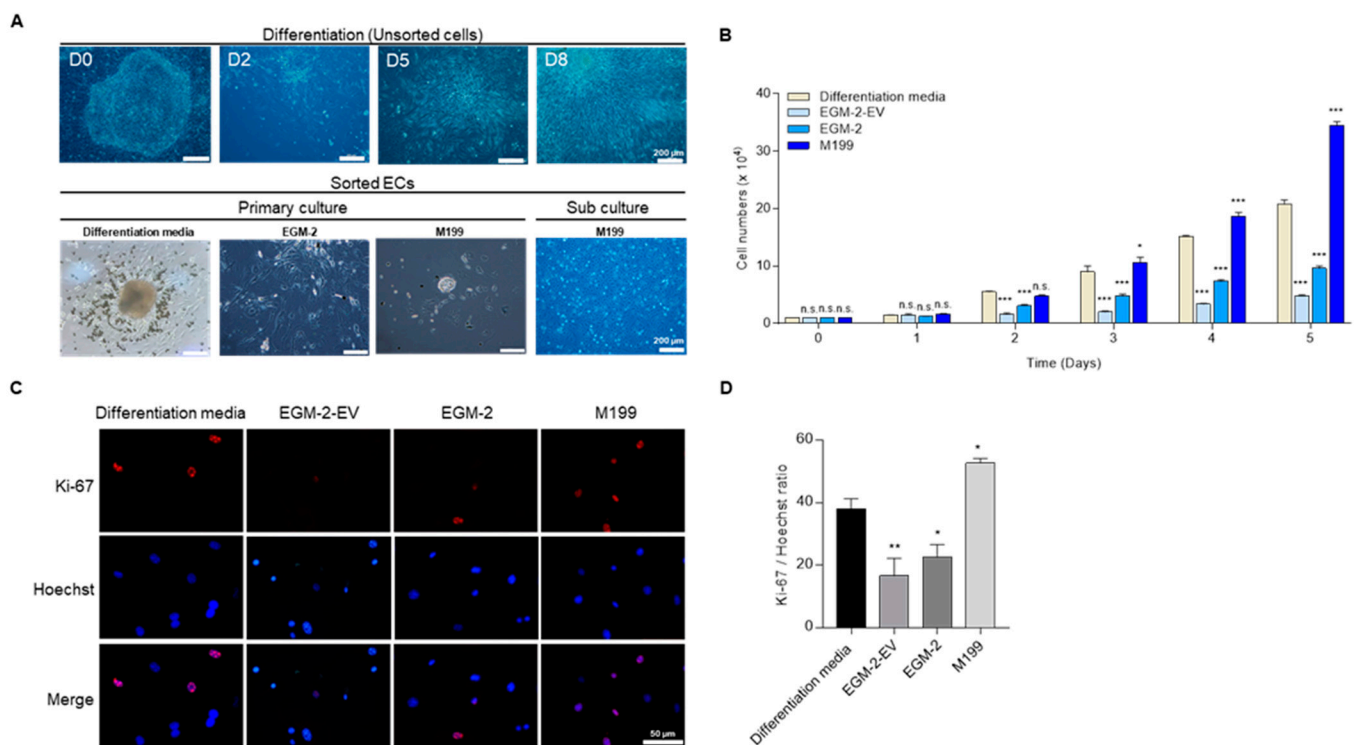 A
Differentiation (Unsorted cells)
D0 D2 D5 D8
200 µm
Sorted ECs
Primary culture Sub culture
Differentiation media EGM-2 M199 M199
200 µm
B
Differentiation media
EGM-2-EV
EGM-2
M199
Cell numbers (x 10⁴)
40
30
20
10
0
n.s. n.s. n.s.
n.s. n.s. n.s.
*** *** n.s.
*** *** *
*** *** ***
*** *** ***
0 1 2 3 4 5
Time (Days)
C
Differentiation media EGM-2-EV EGM-2 M199
Ki-67
Hoechst
Merge
50 µm
D
Ki-67 / Hoechst ratio
60
40
20
0
** * *
Differentiation media
EGM-2-EV
EGM-2
M199